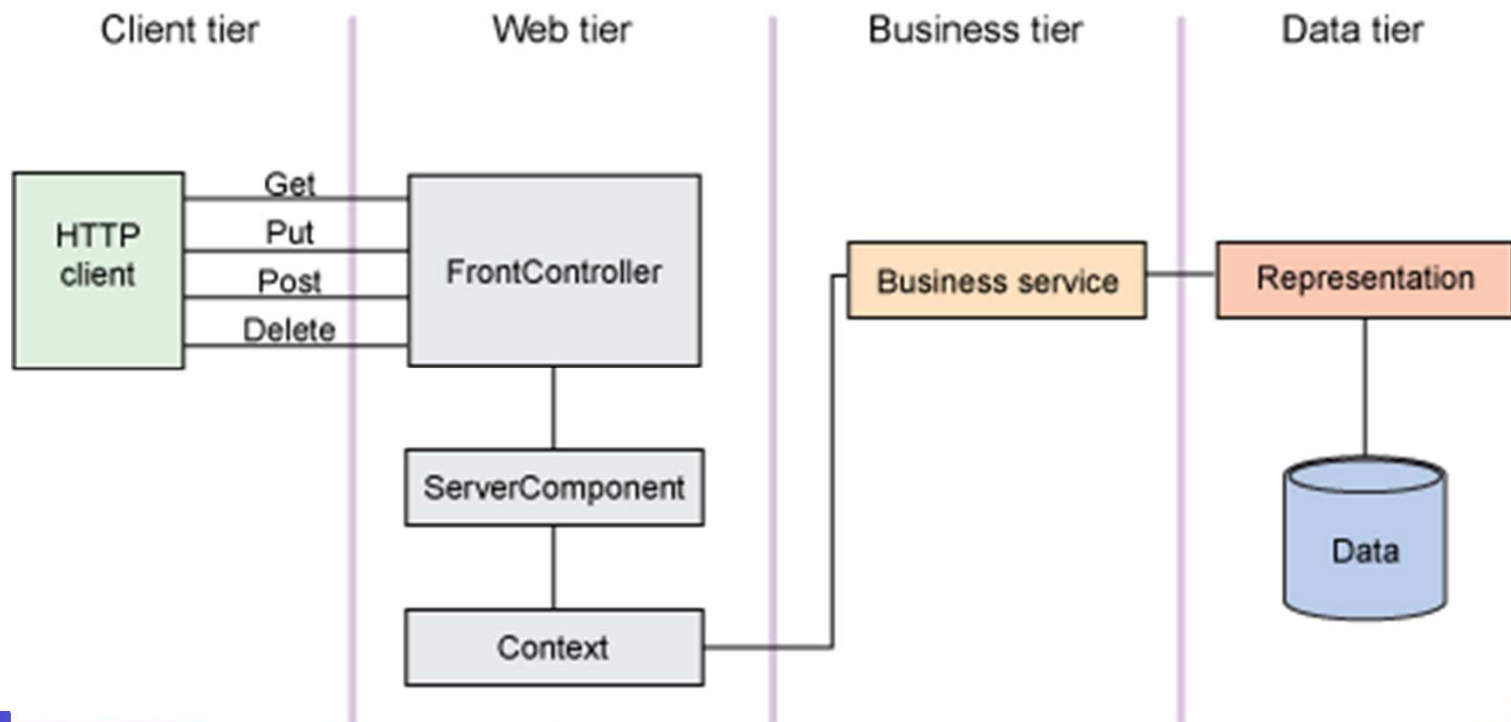 Client tier
Web tier
Business tier
Data tier
HTTP
client
Get
Put
Post
Delete
FrontController
ServerComponent
Context
Business service
Representation
Data